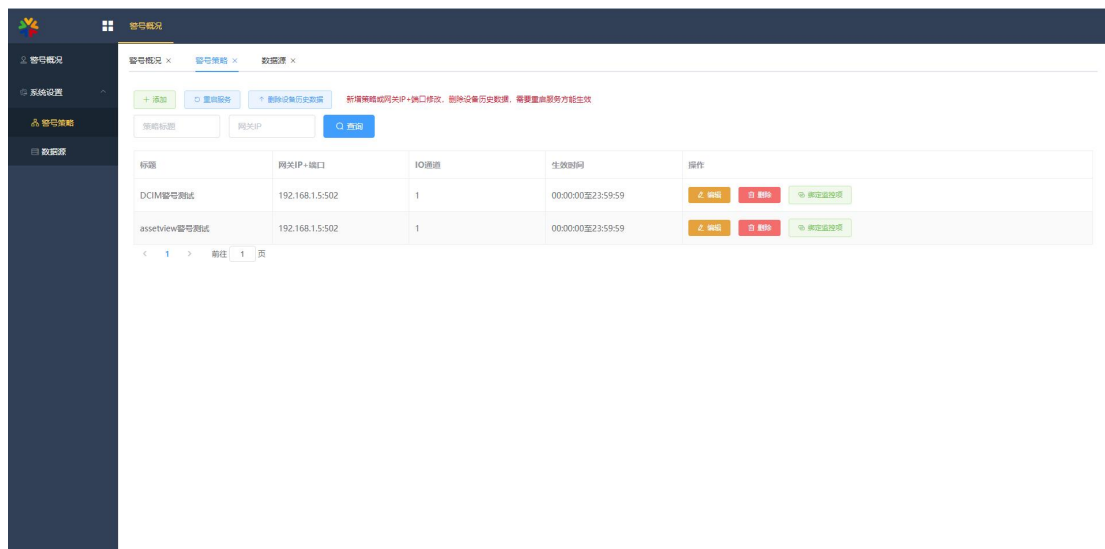 警号概况
警号概况
系统设置
警号策略
数据源
警号概况 × 警号策略 × 数据源 ×
+ 添加 重启服务 删除设备历史数据 新增策略或网关IP+端口修改，删除设备历史数据，需要重启服务方能生效
策略标题 网关IP 查询
标题 网关IP+端口 IO通道 生效时间 操作
DCIM警号测试 192.168.1.5:502 1 00:00:00至23:59:59 编辑 删除 绑定监控项
assetview警号测试 192.168.1.5:502 1 00:00:00至23:59:59 编辑 删除 绑定监控项
< 1 > 前往 1 页